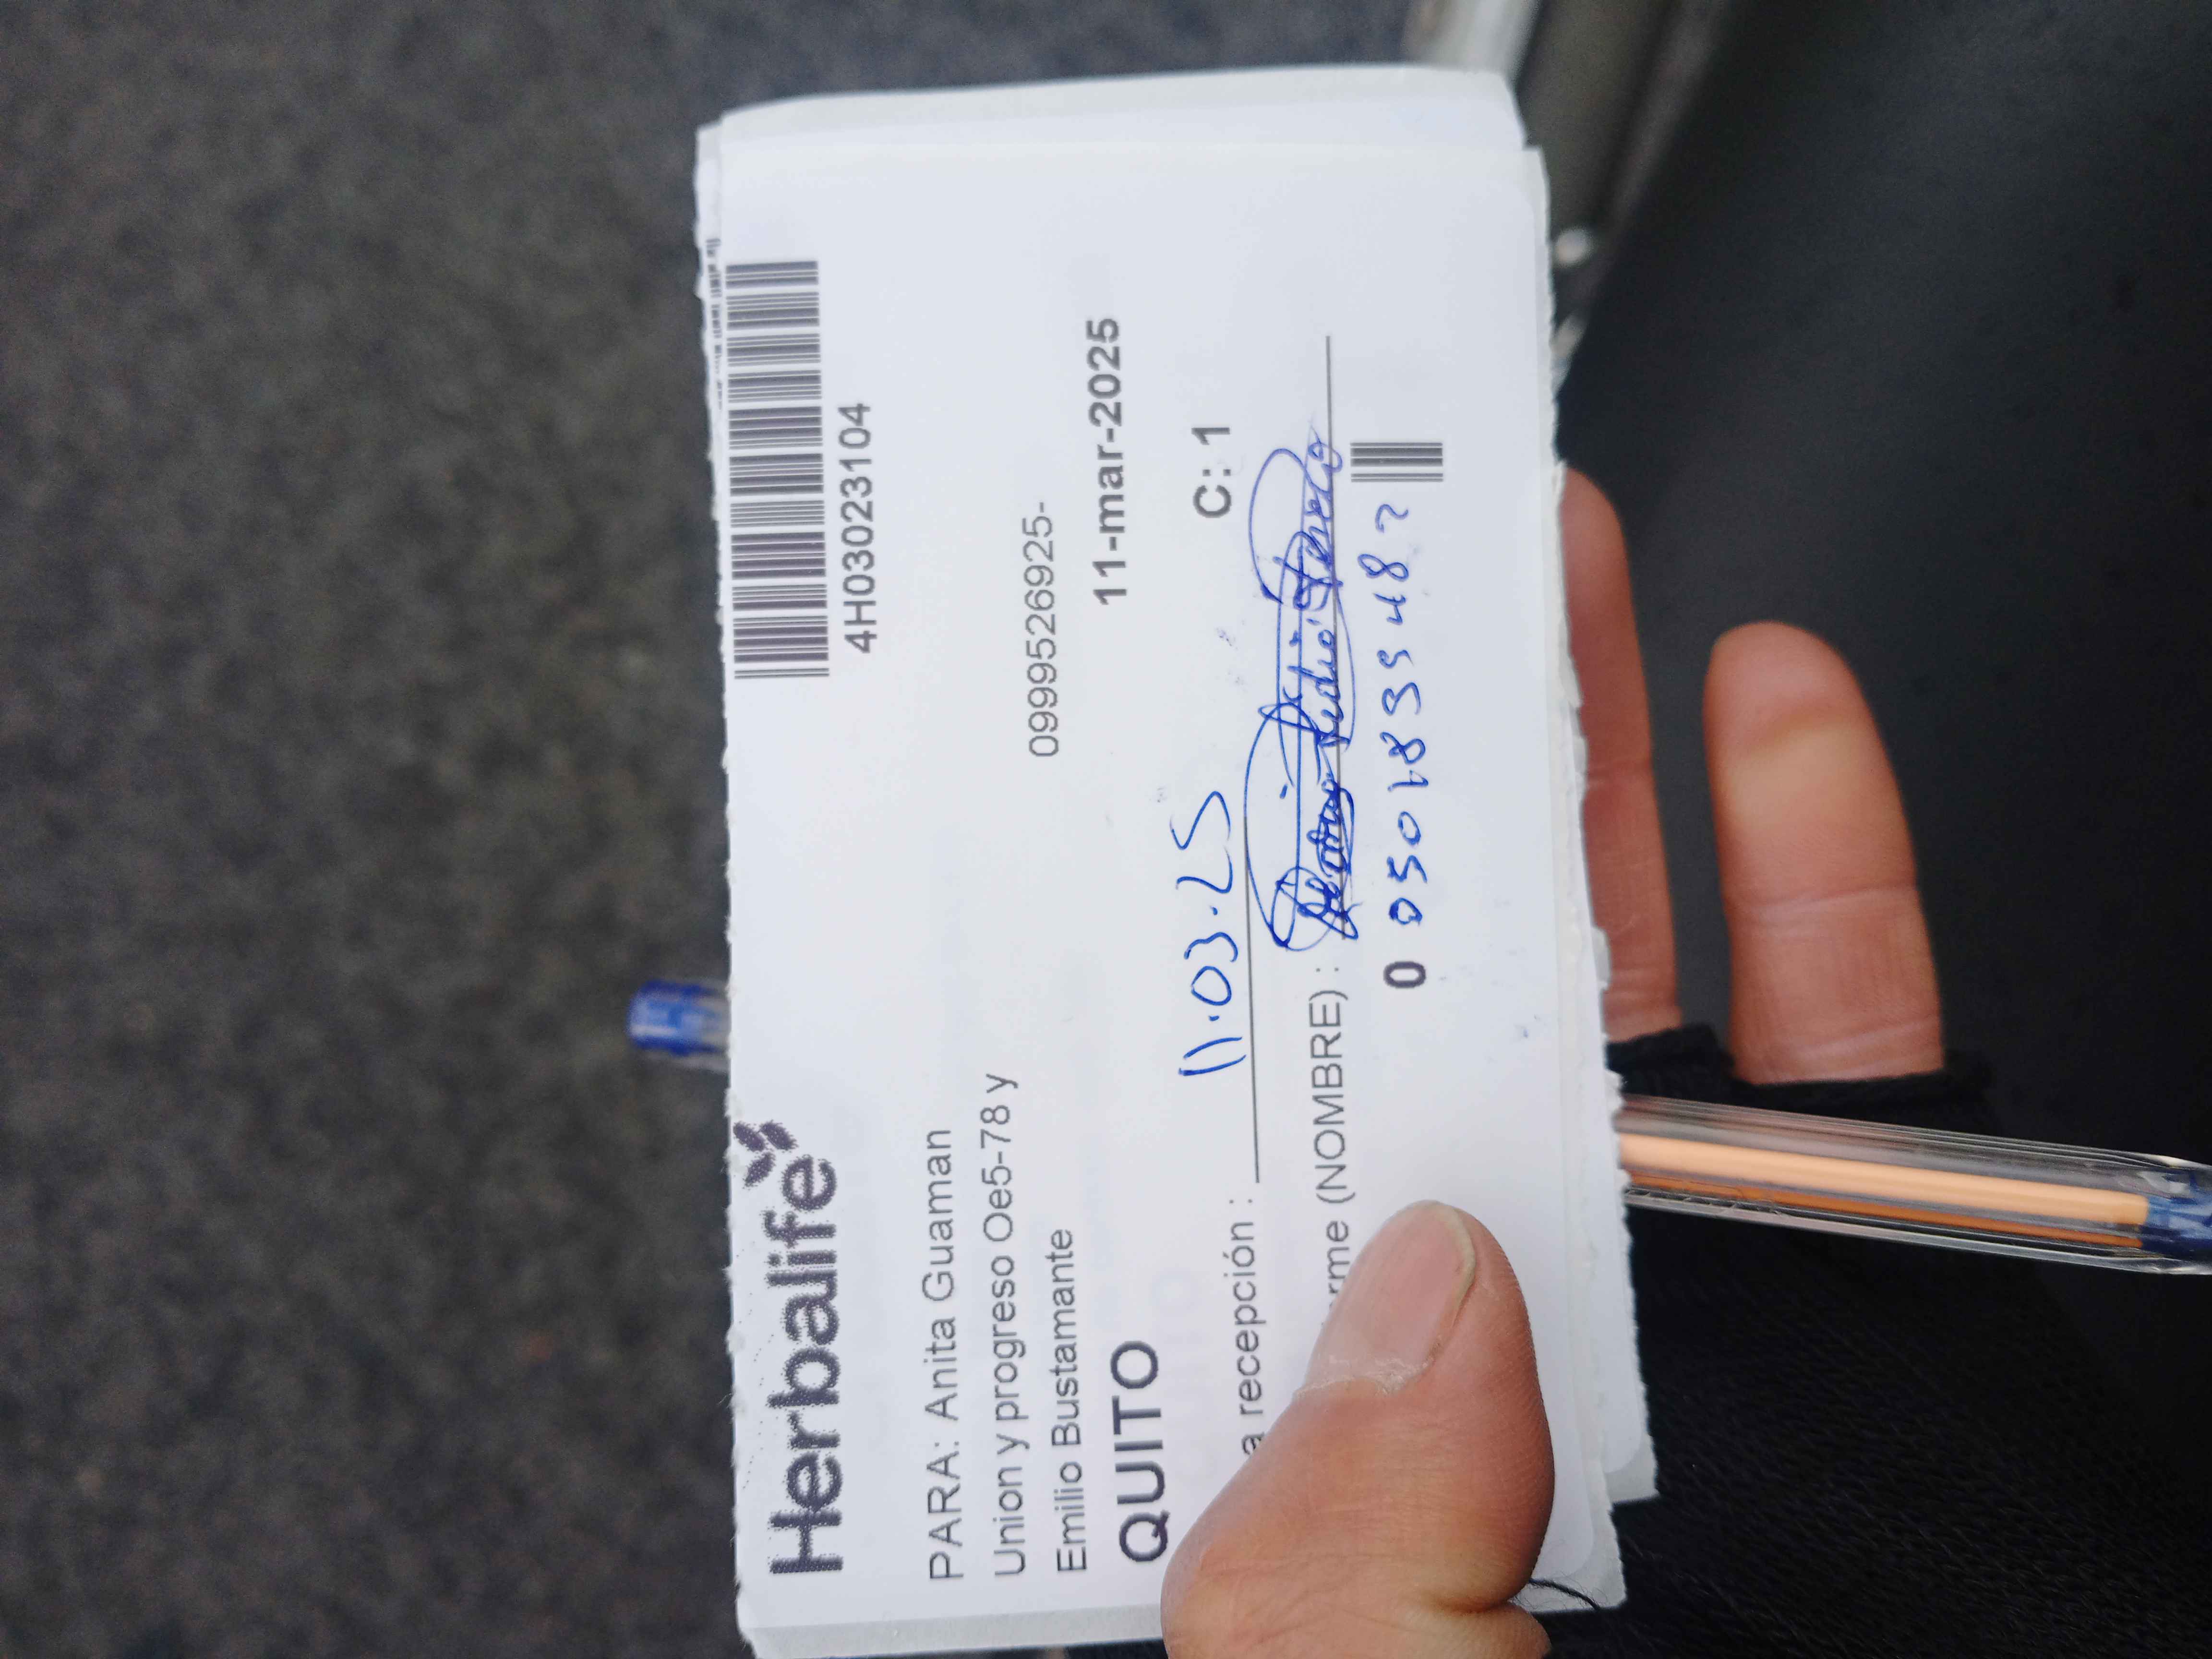 Herbalife
4H03023104
PARA: Anita Guaman
Union y progreso Oe5-78 y
Emilio Bustamante
0999526925-
QUITO
11-mar-2025
a recepción : 11.03.25
C: 1
rme (NOMBRE) :
0 050183548